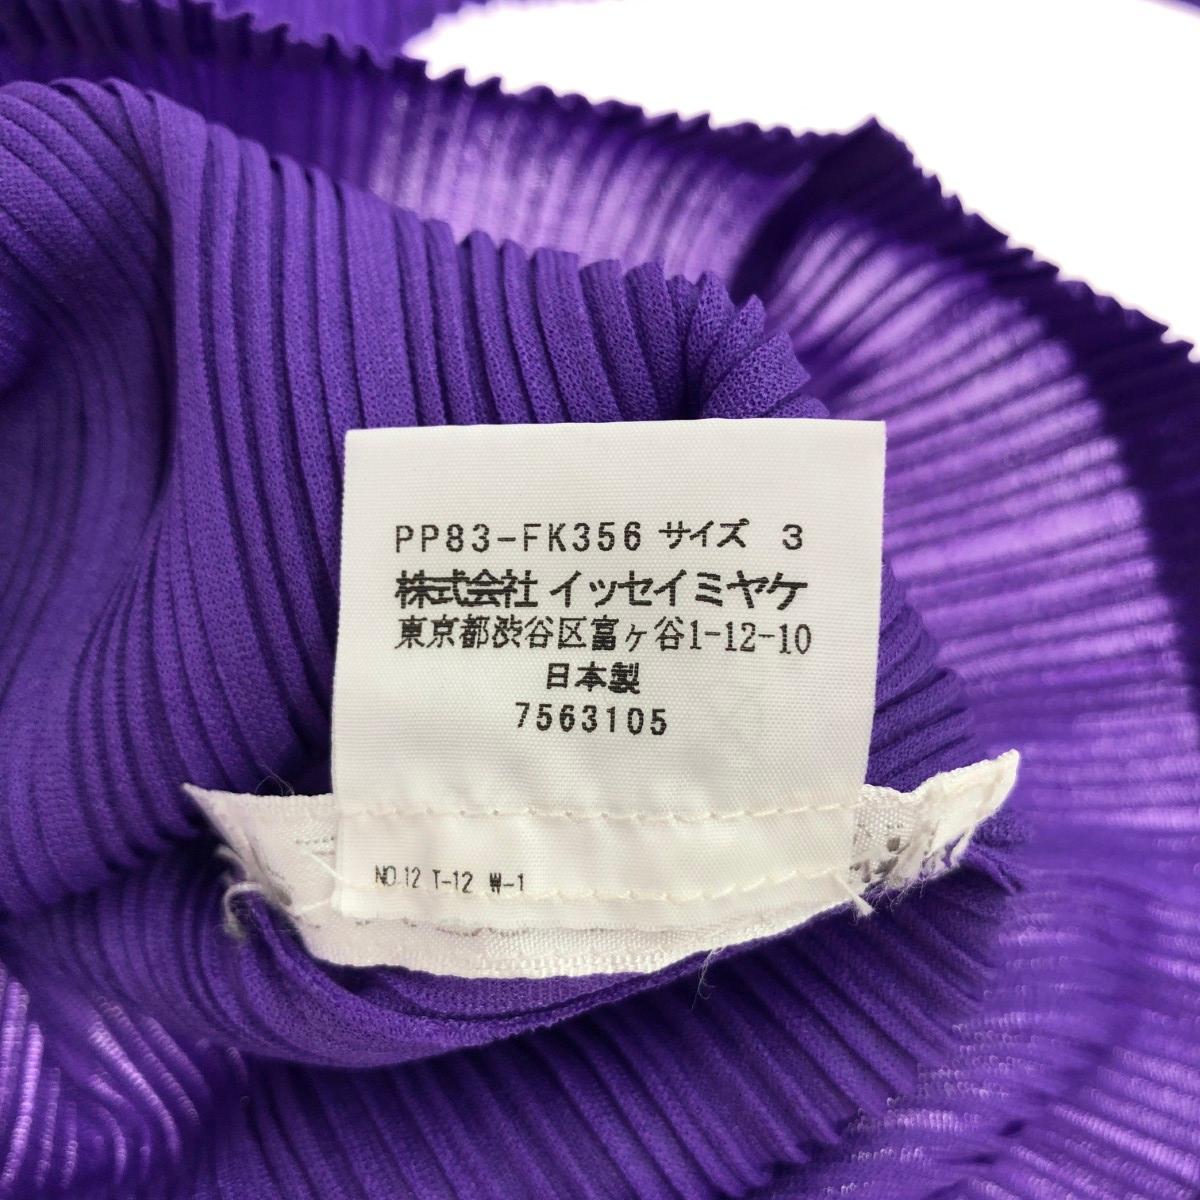 PP83-FK356 サイズ 3
株式会社 イッセイミヤケ
東京都渋谷区富ヶ谷1-12-10
日本製
7563105
NO.12 T-12 W-1